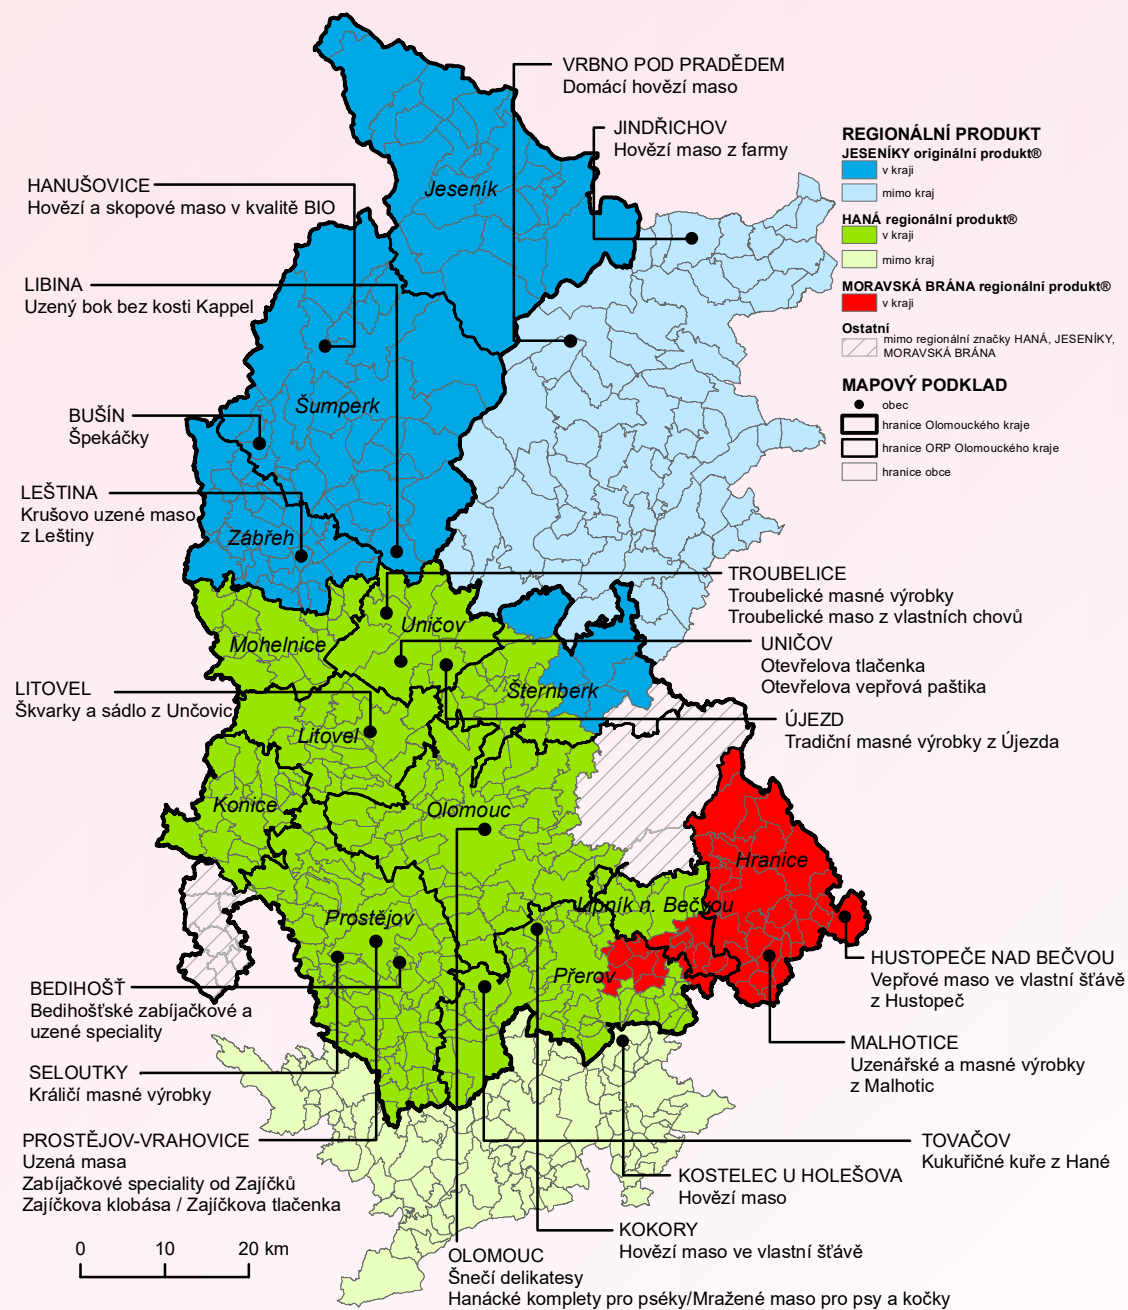 VRBNO POD PRADĚDEM
Domácí hovězí maso
JINDŘICHOV
Hovězí maso z farmy
REGIONÁLNÍ PRODUKT
JESENÍKY originální produkt®
v kraji
mimo kraj
HANÁ regionální produkt®
v kraji
mimo kraj
MORAVSKÁ BRÁNA regionální produkt®
v kraji
Ostatní
mimo regionální značky HANÁ, JESENÍKY,
MORAVSKÁ BRÁNA
MAPOVÝ PODKLAD
obec
hranice Olomouckého kraje
hranice ORP Olomouckého kraje
hranice obce
HANUŠOVICE
Hovězí a skopové maso v kvalitě BIO
LIBINA
Uzený bok bez kosti Kappel
BUŠÍN
Špekáčky
LEŠTINA
Krušovo uzené maso
z Leštiny
Jeseník
Šumperk
Zábřeh
Mohelnice
Uničov
Šternberk
Litovel
Konice
Olomouc
Prostějov
Hranice
Lipník n. Bečvou
Přerov
TROUBELICE
Troubelické masné výrobky
Troubelické maso z vlastních chovů
UNIČOV
Otevřelova tlačenka
Otevřelova vepřová paštika
LITOVEL
Škvarky a sádlo z Unčovic
ÚJEZD
Tradiční masné výrobky z Újezda
HUSTOPEČE NAD BEČVOU
Vepřové maso ve vlastní šťávě
z Hustopeč
BEDIHOŠŤ
Bedihošťské zabíjačkové a
uzené speciality
MALHOTICE
Uzenářské a masné výrobky
z Malhotic
SELOUTKY
Králičí masné výrobky
PROSTĚJOV-VRAHOVICE
Uzená masa
Zabíjačkové speciality od Zajíčků
Zajíčkova klobása / Zajíčkova tlačenka
TOVAČOV
Kukuřičné kuře z Hané
KOSTELEC U HOLEŠOVA
Hovězí maso
KOKORY
Hovězí maso ve vlastní šťávě
OLOMOUC
Šnečí delikatesy
Hanácké komplety pro pséky/Mražené maso pro psy a kočky
0 10 20 km